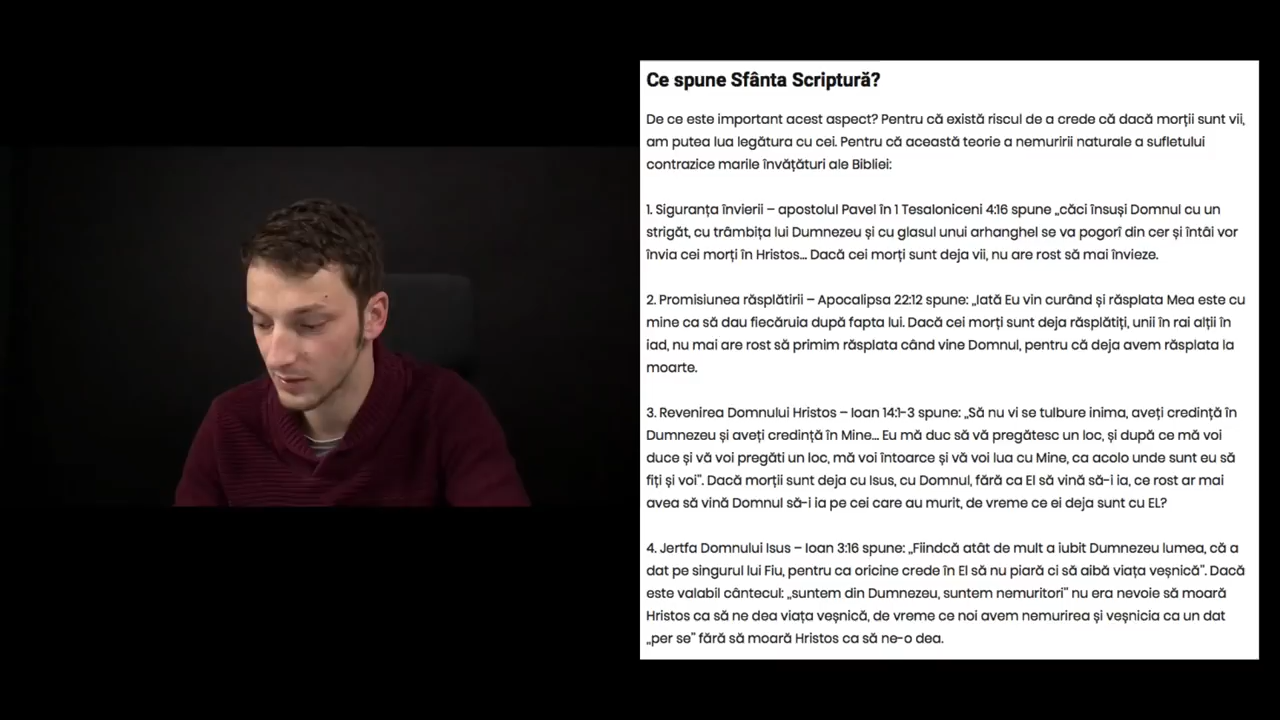 Ce spune Sfânta Scriptură?
De ce este important acest aspect? Pentru că există riscul de a crede că dacă morții sunt vii,
am putea lua legătura cu cei. Pentru că această teorie a nemuririi naturale a sufletului
contrazice marile învățături ale Bibliei:
1. Siguranța învierii – apostolul Pavel în 1 Tesaloniceni 4:16 spune „căci însuși Domnul cu un
strigăt, cu trâmbița lui Dumnezeu și cu glasul unui arhanghel se va pogorî din cer și întâi vor
învia cei morți în Hristos... Dacă cei morți sunt deja vii, nu are rost să mai învieze.
2. Promisiunea răsplătirii – Apocalipsa 22:12 spune: „Iată Eu vin curând și răsplata Mea este cu
mine ca să dau fiecăruia după fapta lui. Dacă cei morți sunt deja răsplătiți, unii în rai alții în
iad, nu mai are rost să primim răsplata când vine Domnul, pentru că deja avem răsplata la
moarte.
3. Revenirea Domnului Hristos – Ioan 14:1-3 spune: „Să nu vi se tulbure inima, aveți credință în
Dumnezeu și aveți credință în Mine... Eu mă duc să vă pregătesc un loc, și după ce mă voi
duce și vă voi pregăti un loc, mă voi întoarce și vă voi lua cu Mine, ca acolo unde sunt eu să
fiți și voi”. Dacă morții sunt deja cu Isus, cu Domnul, fără ca El să vină să-i ia, ce rost ar mai
avea să vină Domnul să-i ia pe cei care au murit, de vreme ce ei deja sunt cu EL?
4. Jertfa Domnului Isus – Ioan 3:16 spune: „Fiindcă atât de mult a iubit Dumnezeu lumea, că a
dat pe singurul lui Fiu, pentru ca oricine crede în El să nu piară ci să aibă viața veșnică”. Dacă
este valabil cântecul: „suntem din Dumnezeu, suntem nemuritori” nu era nevoie să moară
Hristos ca să ne dea viața veșnică, de vreme ce noi avem nemurirea și veșnicia ca un dat
„per se” fără să moară Hristos ca să ne-o dea.